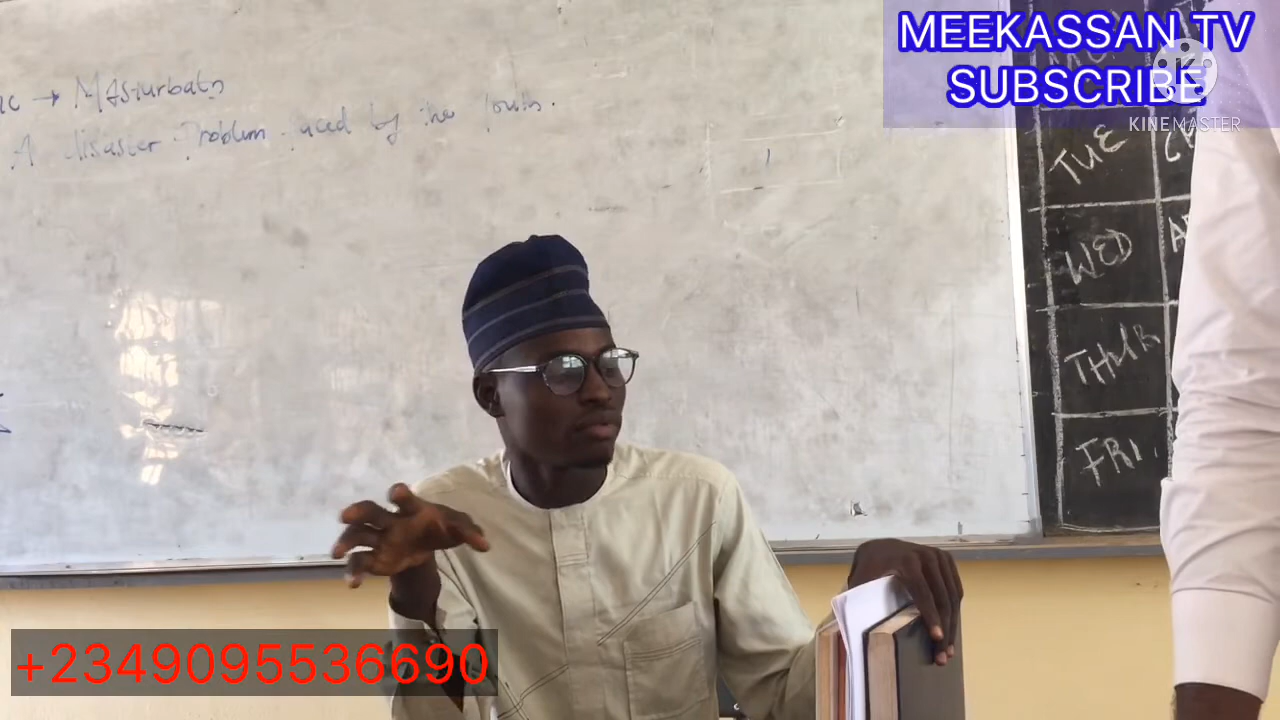 MEEKASSAN TV
SUBSCRIBE
KINEMASTER
→ Masturbatn
A disaster Problem faced by the Youths.
TUE
WED
THUR
FRI.
+2349095536690